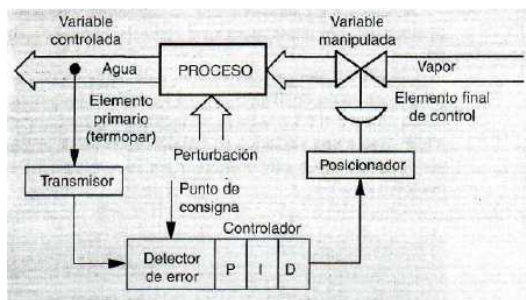 Variable
controlada
Variable
manipulada
Agua
PROCESO
Vapor
Elemento
primario
(termopar)
Elemento final
de control
Perturbación
Transmisor
Posicionador
Punto de
consigna
Controlador
Detector
de error
P I D